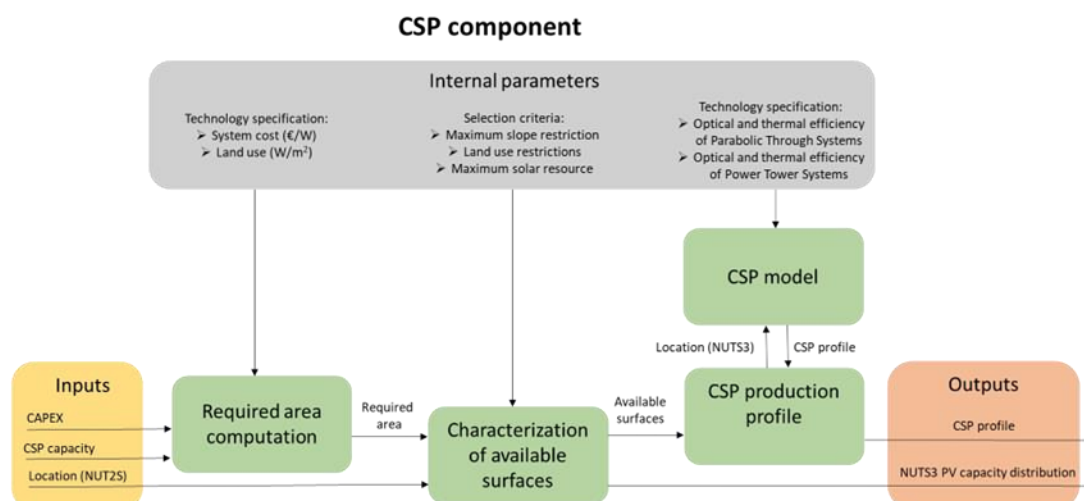 CSP component
Internal parameters
Technology specification:
➤ System cost (€/W)
➤ Land use (W/m²)
Selection criteria:
➤ Maximum slope restriction
➤ Land use restrictions
➤ Maximum solar resource
Technology specification:
➤ Optical and thermal efficiency
of Parabolic Through Systems
➤ Optical and thermal efficiency
of Power Tower Systems
CSP model
Location (NUTS3)
CSP profile
Inputs
CAPEX
CSP capacity
Location (NUT2S)
Required area
computation
Required
area
Characterization
of available
surfaces
Available
surfaces
CSP production
profile
Outputs
CSP profile
NUTS3 PV capacity distribution